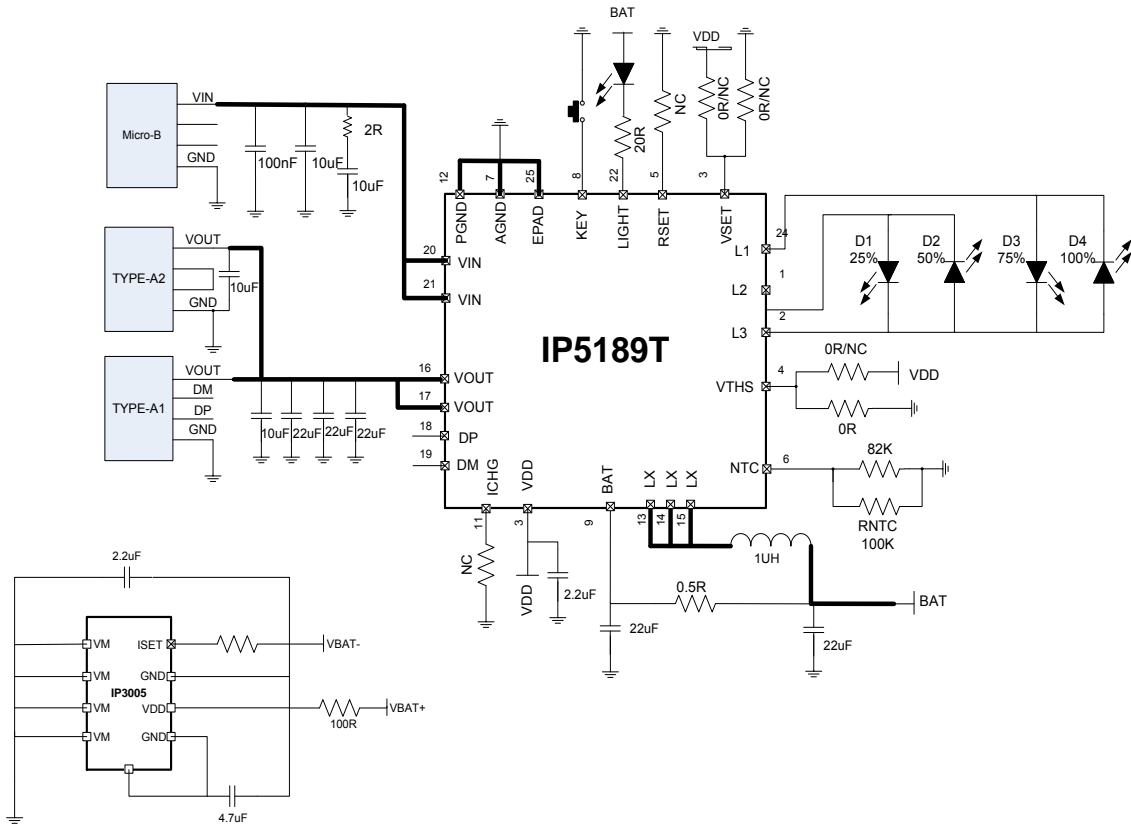 BAT
VDD
Micro-B
VIN
GND
100nF
10uF
2R
10uF
NC
0R/NC
0R/NC
20R
12
7
25
8
22
5
3
PGND
AGND
EPAD
KEY
LIGHT
RSET
VSET
TYPE-A2
VOUT
GND
10uF
TYPE-A1
VOUT
DM
DP
GND
10uF
22uF
22uF
22uF
20
VIN
21
VIN
16
VOUT
17
VOUT
18
DP
19
DM
IP5189T
L1
24
L2
1
L3
2
VTHS
4
NTC
6
D1
25%
D2
50%
D3
75%
D4
100%
0R/NC
VDD
0R
82K
RNTC
100K
ICHG
VDD
BAT
LX
LX
LX
11
3
9
13
14
15
NC
VDD
2.2uF
1UH
0.5R
BAT
22uF
22uF
2.2uF
VM
ISET
VBAT-
VM
GND
IP3005
VM
VDD
100R
VBAT+
VM
GND
4.7uF